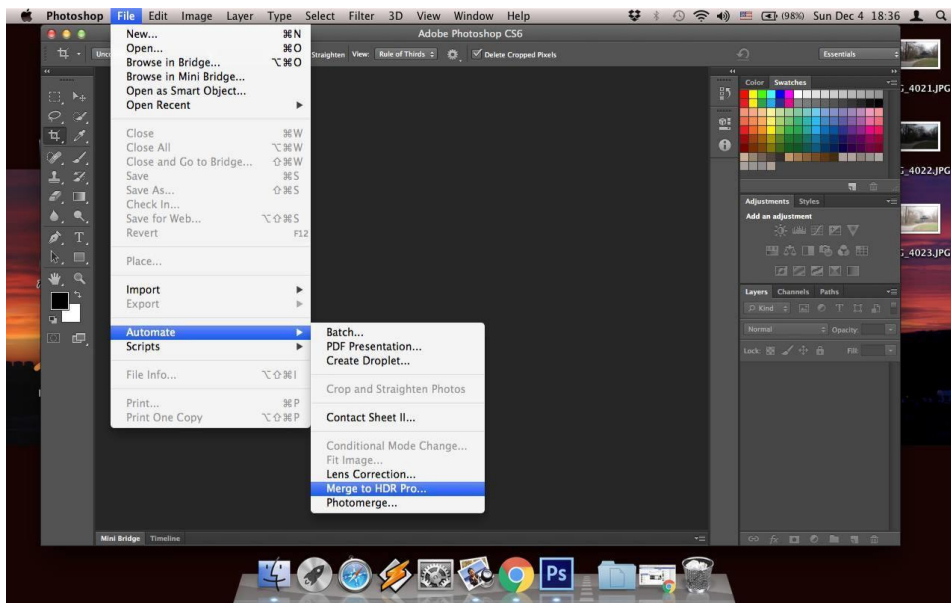 Photoshop File Edit Image Layer Type Select Filter 3D View Window Help (98%) Sun Dec 4 18:36
Adobe Photoshop CS6
Straighten View: Rule of Thirds Delete Cropped Pixels Essentials
New... ⌘N
Open... ⌘O
Browse in Bridge... ⌥⌘O
Browse in Mini Bridge...
Open as Smart Object...
Open Recent
Close ⌘W
Close All ⌥⌘W
Close and Go to Bridge... ⇧⌘W
Save ⌘S
Save As... ⇧⌘S
Check In...
Save for Web... ⌥⇧⌘S
Revert F12
Place...
Import
Export
Automate
Scripts
File Info... ⌥⇧⌘I
Print... ⌘P
Print One Copy ⌥⇧⌘P
Batch...
PDF Presentation...
Create Droplet...
Crop and Straighten Photos
Contact Sheet II...
Conditional Mode Change...
Fit Image...
Lens Correction...
Merge to HDR Pro...
Photomerge...
Color Swatches
Adjustments Styles
Add an adjustment
Layers Channels Paths
Kind
Normal Opacity:
Lock: Fill:
_4021.JPG
_4022.JPG
_4023.JPG
Mini Bridge Timeline
Ps